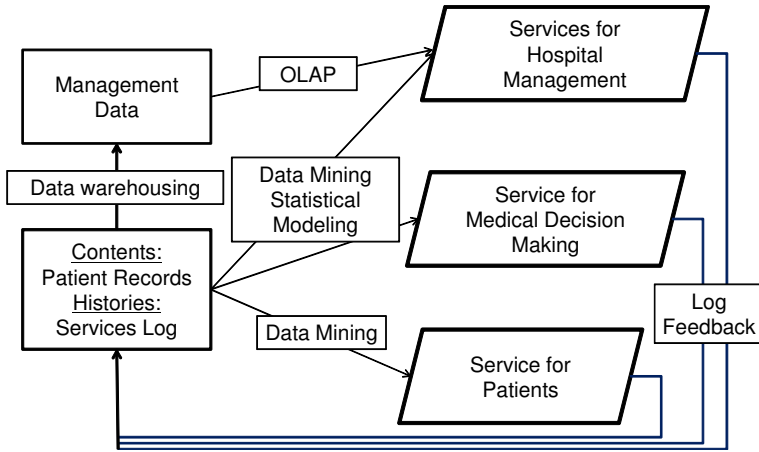 Services for
Hospital
Management
OLAP
Management
Data
Data warehousing
Data Mining
Statistical
Modeling
Service for
Medical Decision
Making
Contents:
Patient Records
Histories:
Services Log
Log
Feedback
Data Mining
Service for
Patients